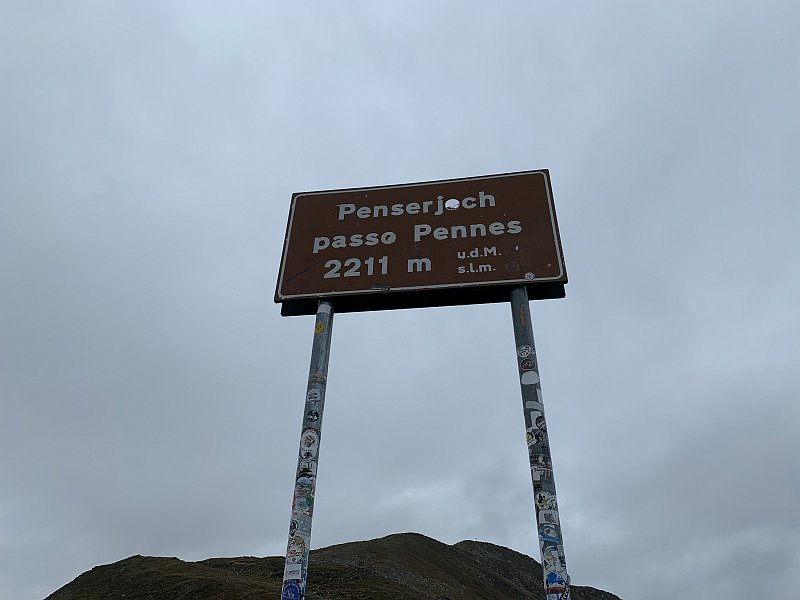 Penserjoch
passo Pennes
2211 m u.d.M.
s.l.m.